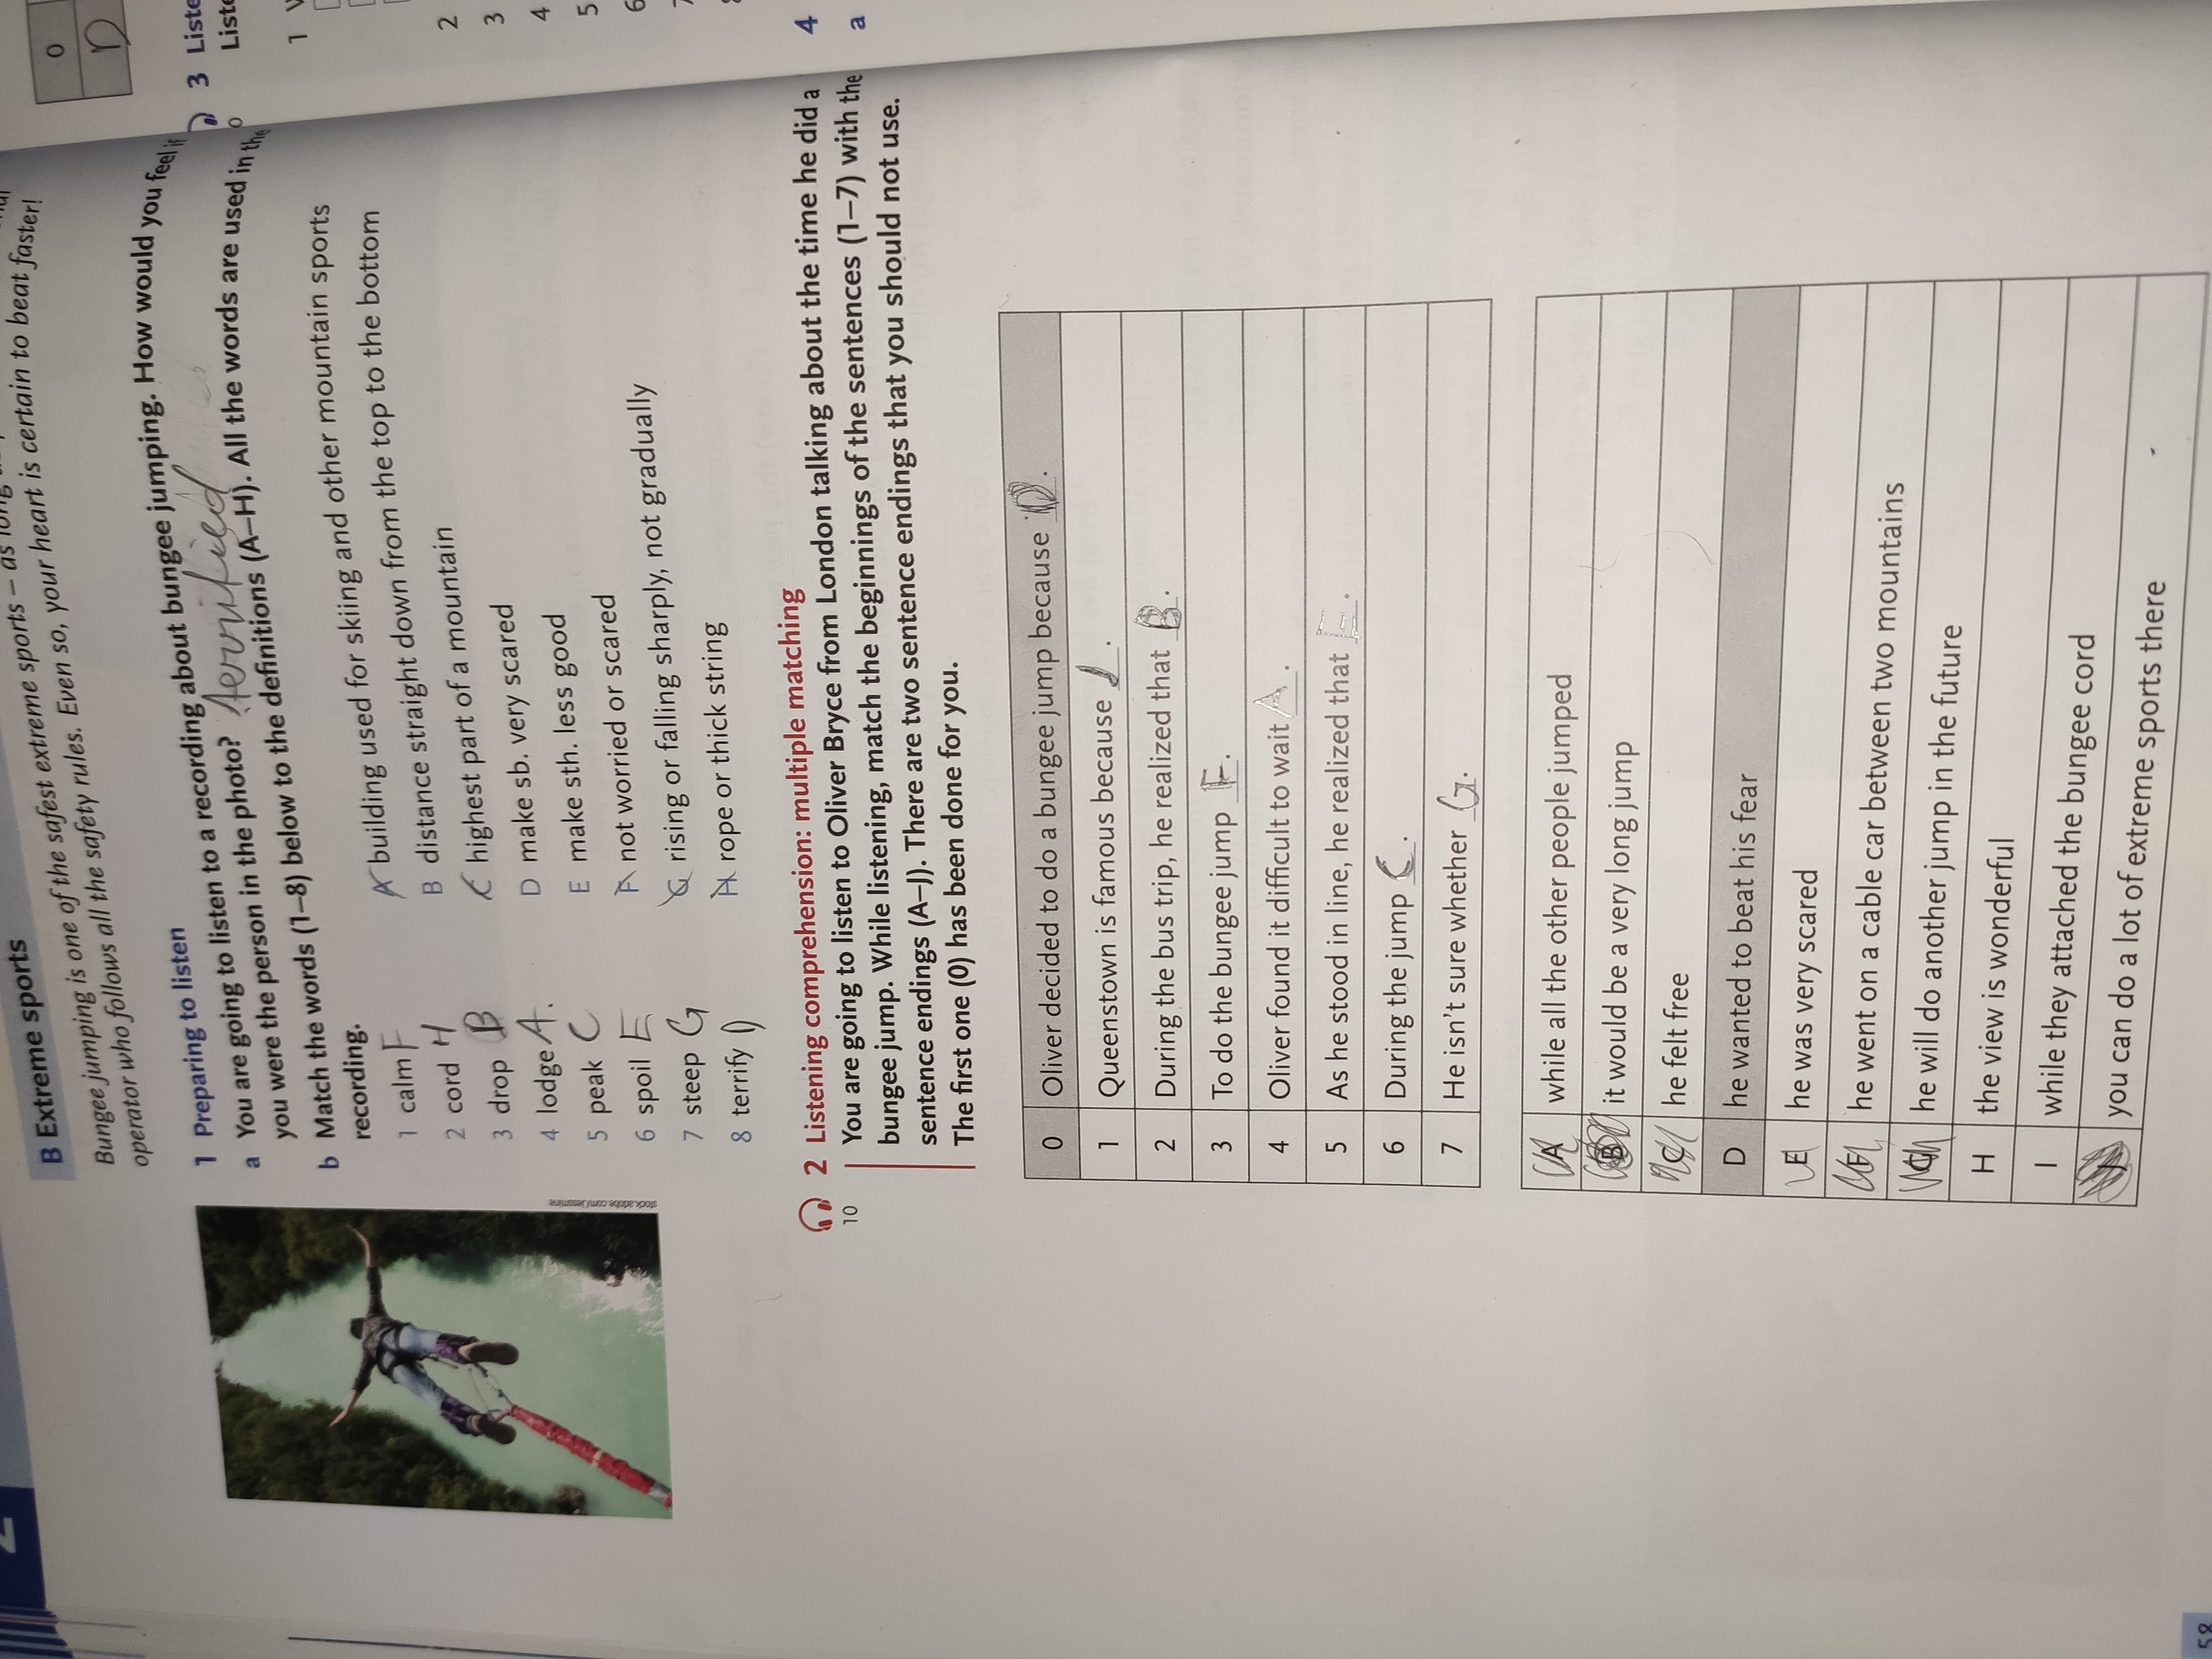 B Extreme sports
Bungee jumping is one of the safest extreme sports – as long
operator who follows all the safety rules. Even so, your heart is certain to beat faster!
1 Preparing to listen
a You are going to listen to a recording about bungee jumping. How would you feel if
you were the person in the photo? terrified
b Match the words (1–8) below to the definitions (A–H). All the words are used in the
recording.
1 calm F
2 cord H
3 drop B
4 lodge A.
5 peak C
6 spoil E
7 steep G
8 terrify D
A building used for skiing and other mountain sports
B distance straight down from the top to the bottom
C highest part of a mountain
D make sb. very scared
E make sth. less good
F not worried or scared
G rising or falling sharply, not gradually
H rope or thick string
stock.adobe.com/Jessmine
2 Listening comprehension: multiple matching
10
You are going to listen to Oliver Bryce from London talking about the time he did a
bungee jump. While listening, match the beginnings of the sentences (1–7) with the
sentence endings (A–J). There are two sentence endings that you should not use.
The first one (0) has been done for you.
0 Oliver decided to do a bungee jump because D.
1 Queenstown is famous because J.
2 During the bus trip, he realized that B.
3 To do the bungee jump F.
4 Oliver found it difficult to wait A.
5 As he stood in line, he realized that E.
6 During the jump C.
7 He isn't sure whether G.
A while all the other people jumped
B it would be a very long jump
C he felt free
D he wanted to beat his fear
E he was very scared
F he went on a cable car between two mountains
G he will do another jump in the future
H the view is wonderful
I while they attached the bungee cord
J you can do a lot of extreme sports there
58
0
D
3 Liste
Liste
1
2
3
4
5
6
7
4
a